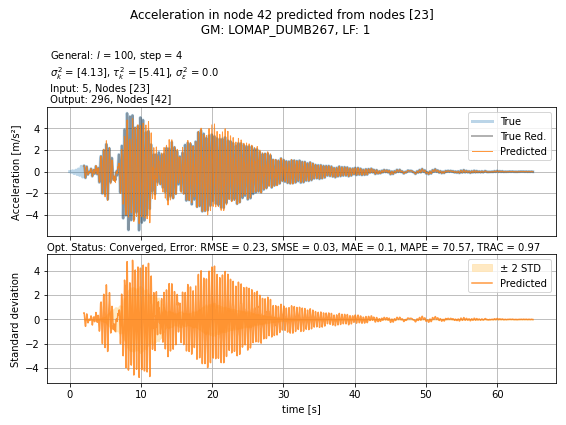 Acceleration in node 42 predicted from nodes [23]
GM: LOMAP_DUMB267, LF: 1
General: l = 100, step = 4
σ²ₖ = [4.13], τ²ₖ = [5.41], σ²ε = 0.0
Input: 5, Nodes [23]
Output: 296, Nodes [42]
Acceleration [m/s²]
4
2
0
−2
−4
True
True Red.
Predicted
Opt. Status: Converged, Error: RMSE = 0.23, SMSE = 0.03, MAE = 0.1, MAPE = 70.57, TRAC = 0.97
Standard deviation
4
2
0
−2
−4
± 2 STD
Predicted
0 10 20 30 40 50 60
time [s]